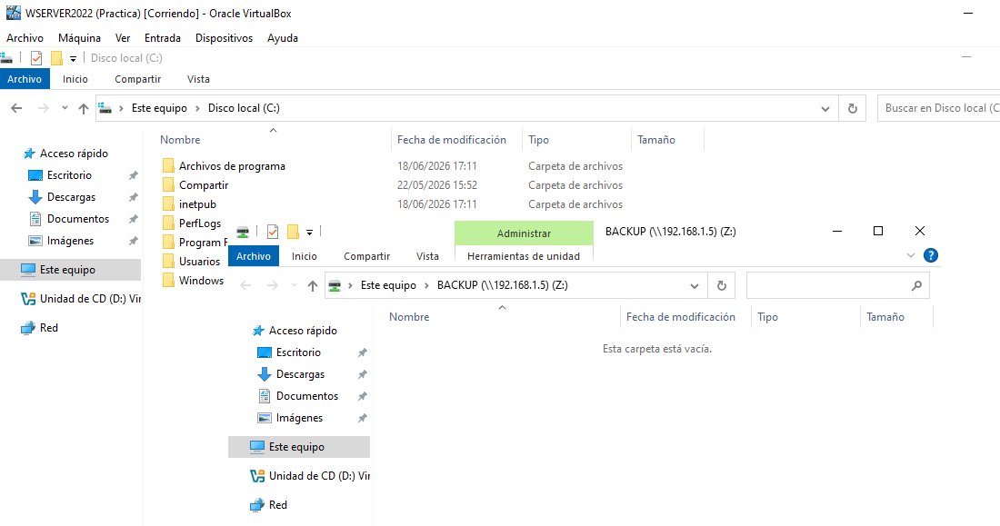 WSERVER2022 (Practica) [Corriendo] - Oracle VirtualBox
Archivo Máquina Ver Entrada Dispositivos Ayuda
Disco local (C:)
Archivo Inicio Compartir Vista
Este equipo > Disco local (C:)
Buscar en Disco local (C
Nombre Fecha de modificación Tipo Tamaño
Acceso rápido
Escritorio
Descargas
Documentos
Imágenes
Este equipo
Unidad de CD (D:) Vir
Red
Archivos de programa 18/06/2026 17:11 Carpeta de archivos
Compartir 22/05/2026 15:52 Carpeta de archivos
inetpub 18/06/2026 17:11 Carpeta de archivos
PerfLogs
Program F
Usuarios
Windows
Administrar BACKUP (\\192.168.1.5) (Z:)
Archivo Inicio Compartir Vista Herramientas de unidad
Este equipo > BACKUP (\\192.168.1.5) (Z:)
Nombre Fecha de modificación Tipo Tamaño
Esta carpeta está vacía.
Acceso rápido
Escritorio
Descargas
Documentos
Imágenes
Este equipo
Unidad de CD (D:) Vir
Red